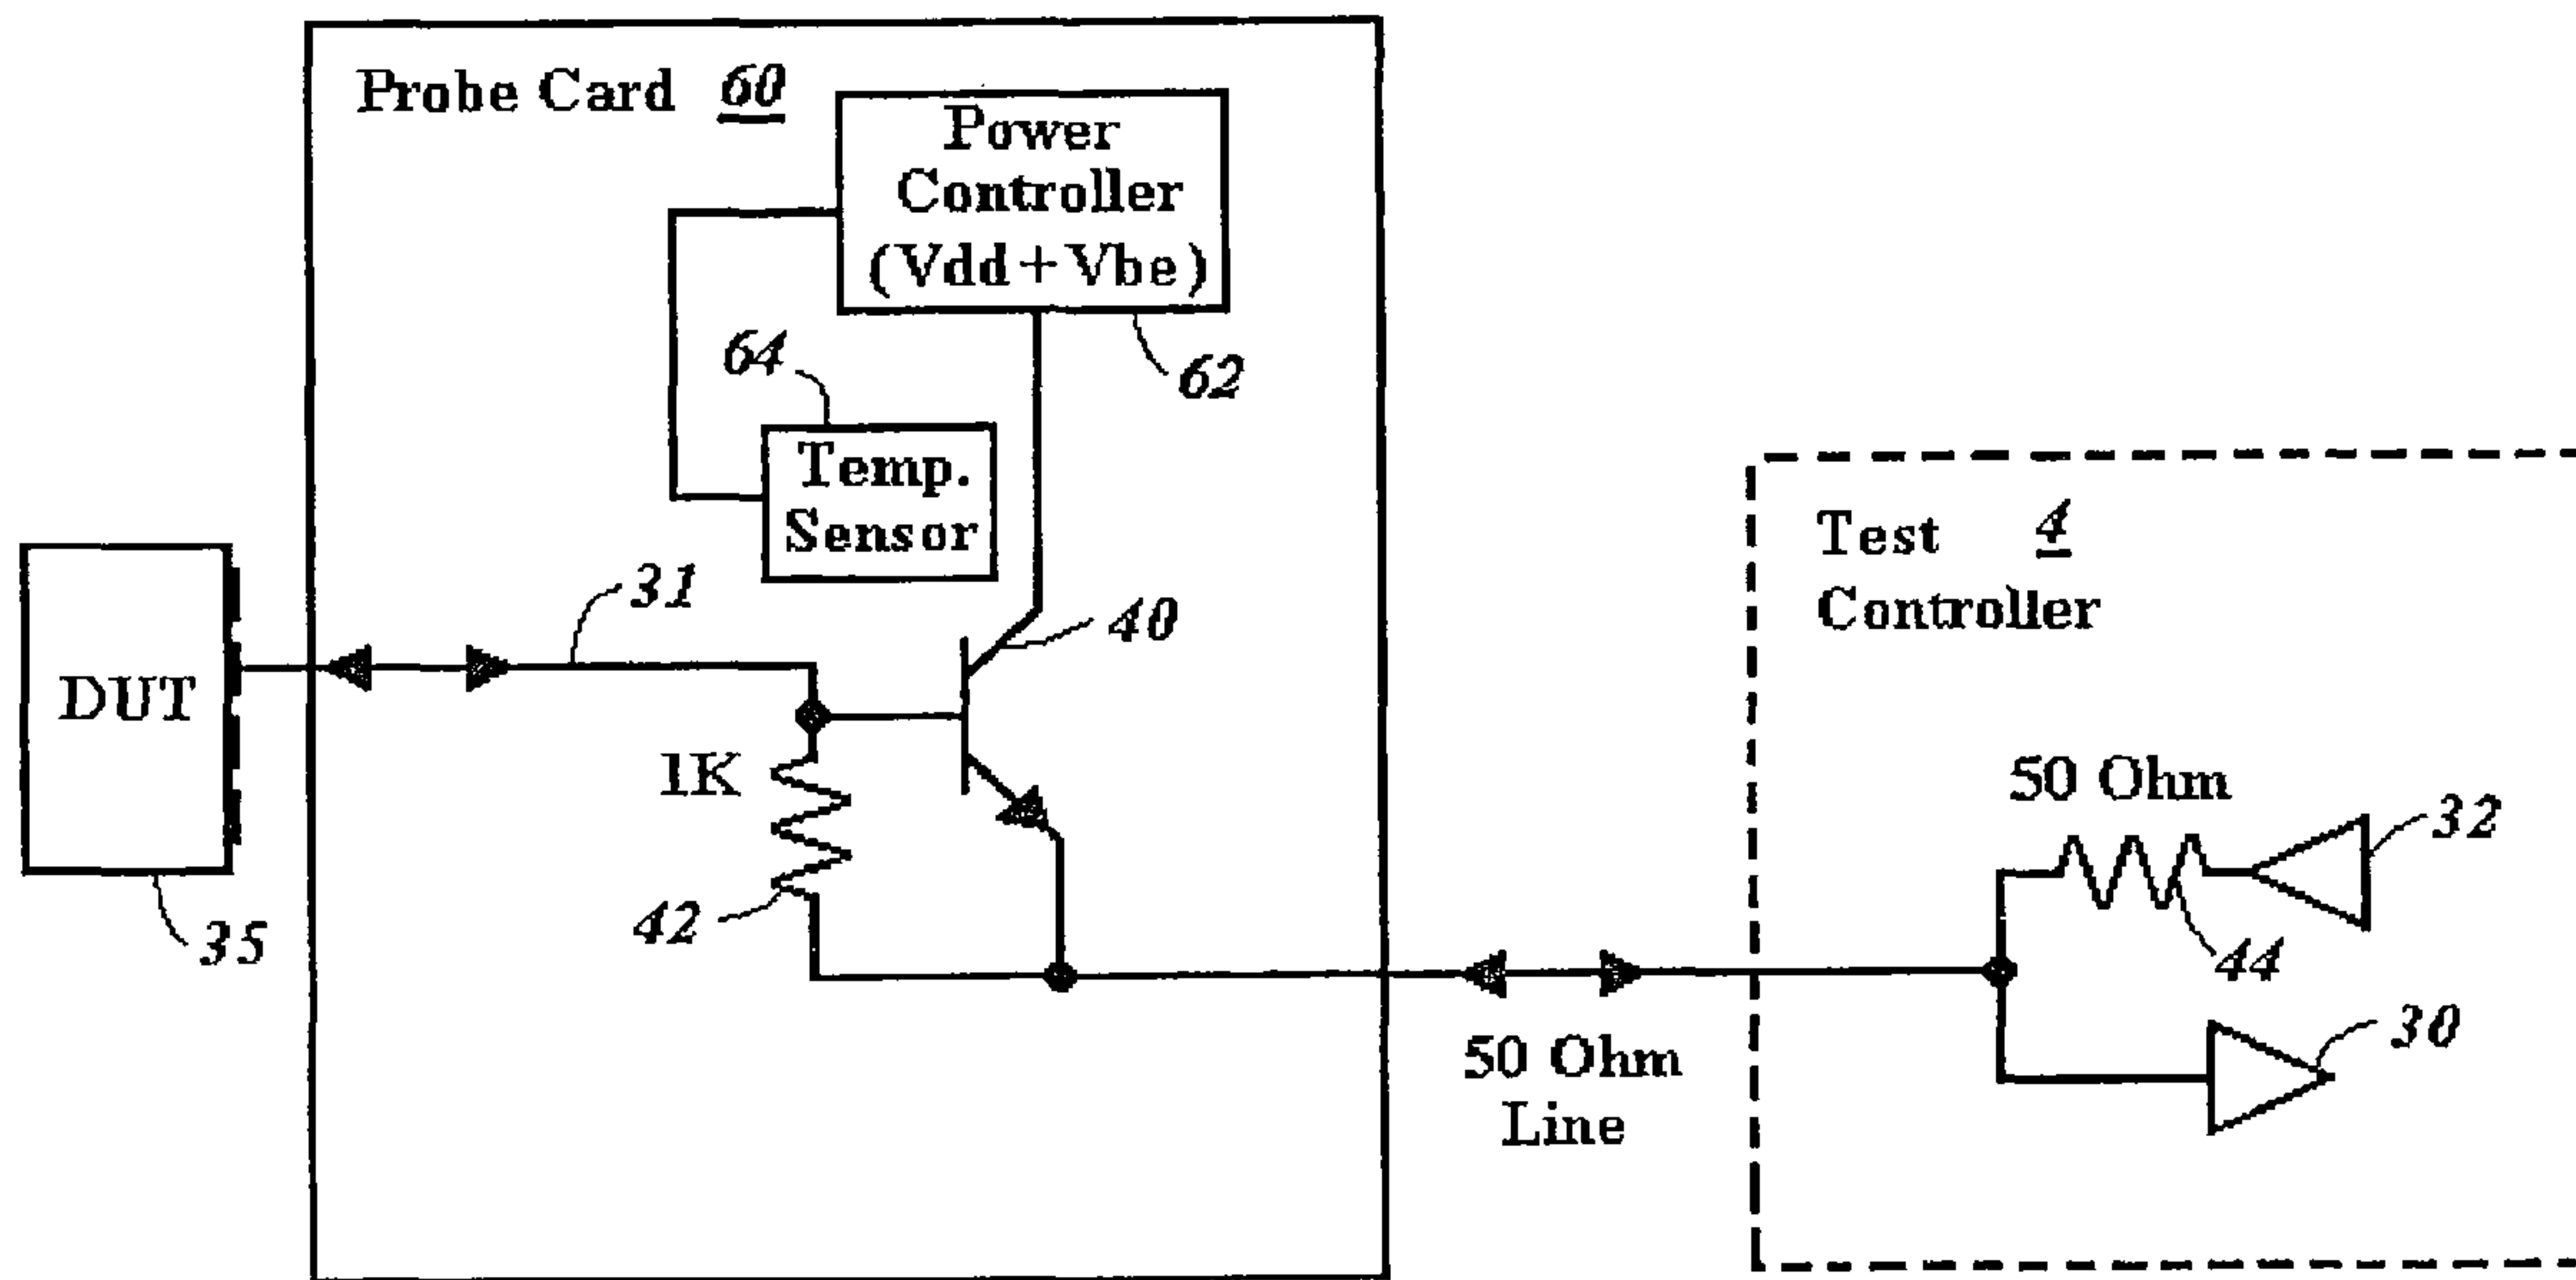 Probe Card 60
Power
Controller
(Vdd+Vbe)
64
62
Temp.
Sensor
31
40
DUT
1K
42
35
50 Ohm
Line
Test 4
Controller
50 Ohm
32
44
30